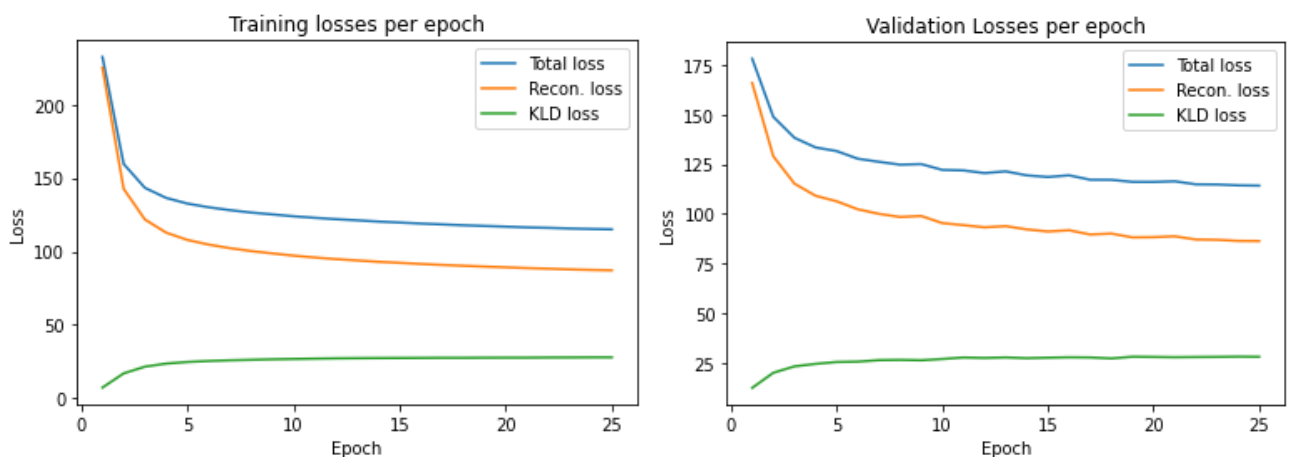 Training losses per epoch
Total loss
Recon. loss
KLD loss
Loss
200
150
100
50
0
0 5 10 15 20 25
Epoch
Validation Losses per epoch
Total loss
Recon. loss
KLD loss
Loss
175
150
125
100
75
50
25
0 5 10 15 20 25
Epoch